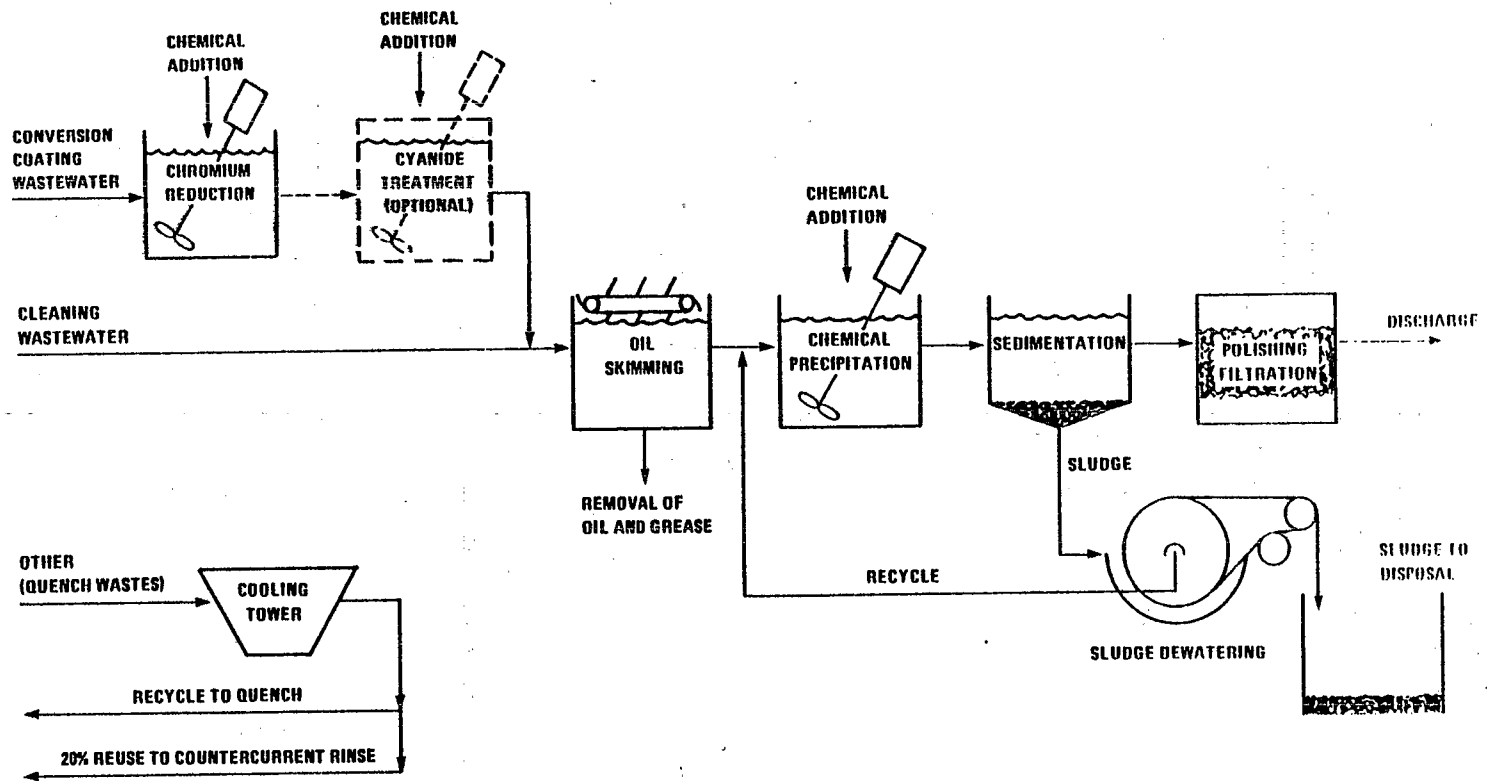 CHEMICAL
ADDITION
CHEMICAL
ADDITION
CONVERSION
COATING
WASTEWATER
CHROMIUM
REDUCTION
CYANIDE
TREATMENT
(OPTIONAL)
CHEMICAL
ADDITION
CLEANING
WASTEWATER
OIL
SKIMMING
CHEMICAL
PRECIPITATION
SEDIMENTATION
POLISHING
FILTRATION
DISCHARGE
REMOVAL OF
OIL AND GREASE
SLUDGE
OTHER
(QUENCH WASTES)
COOLING
TOWER
RECYCLE
SLUDGE TO
DISPOSAL
SLUDGE DEWATERING
RECYCLE TO QUENCH
20% REUSE TO COUNTERCURRENT RINSE